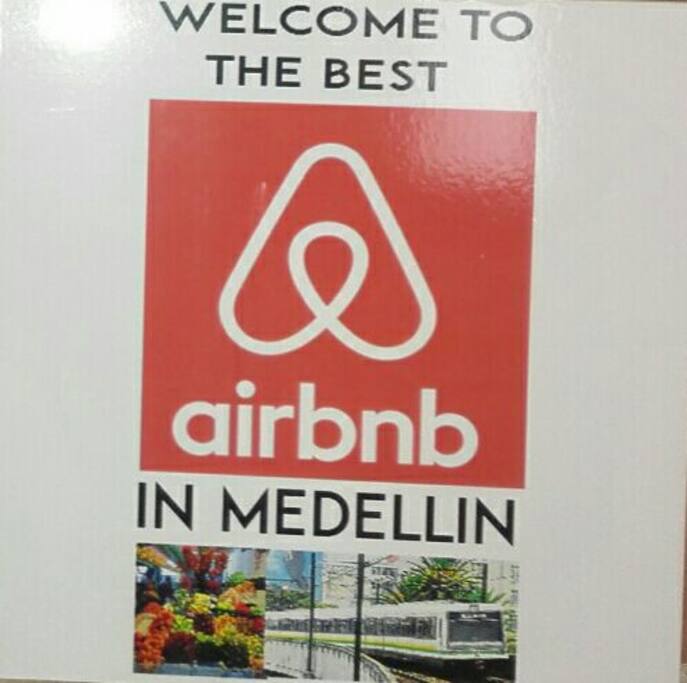 WELCOME TO
THE BEST
airbnb
IN MEDELLIN